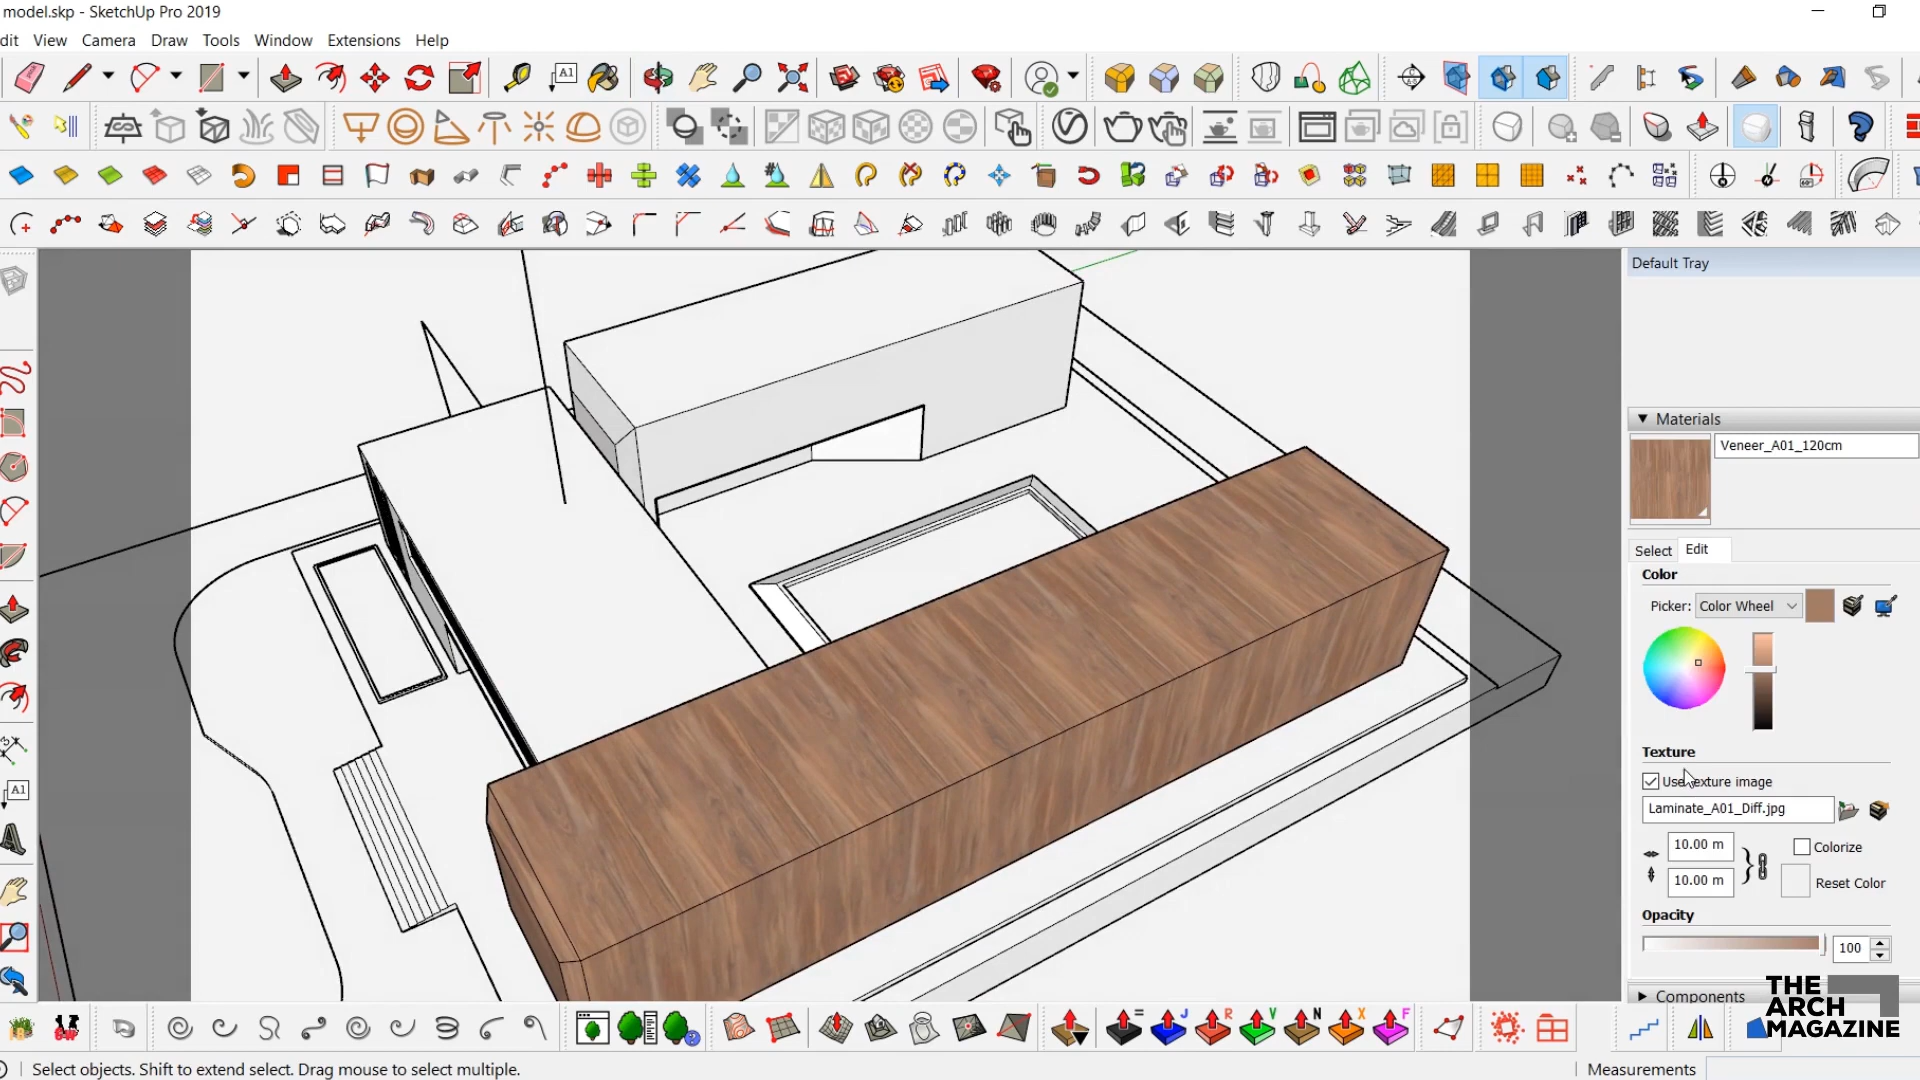 model.skp - SketchUp Pro 2019
dit View Camera Draw Tools Window Extensions Help
A1
Default Tray
Materials
Veneer_A01_120cm
Select Edit
Color
Picker: Color Wheel
Texture
Use texture image
Laminate_A01_Diff.jpg
10.00 m
Colorize
10.00 m
Reset Color
Opacity
100
A1
Components
THE
ARCH
MAGAZINE
= J R V N X F
Select objects. Shift to extend select. Drag mouse to select multiple.
Measurements